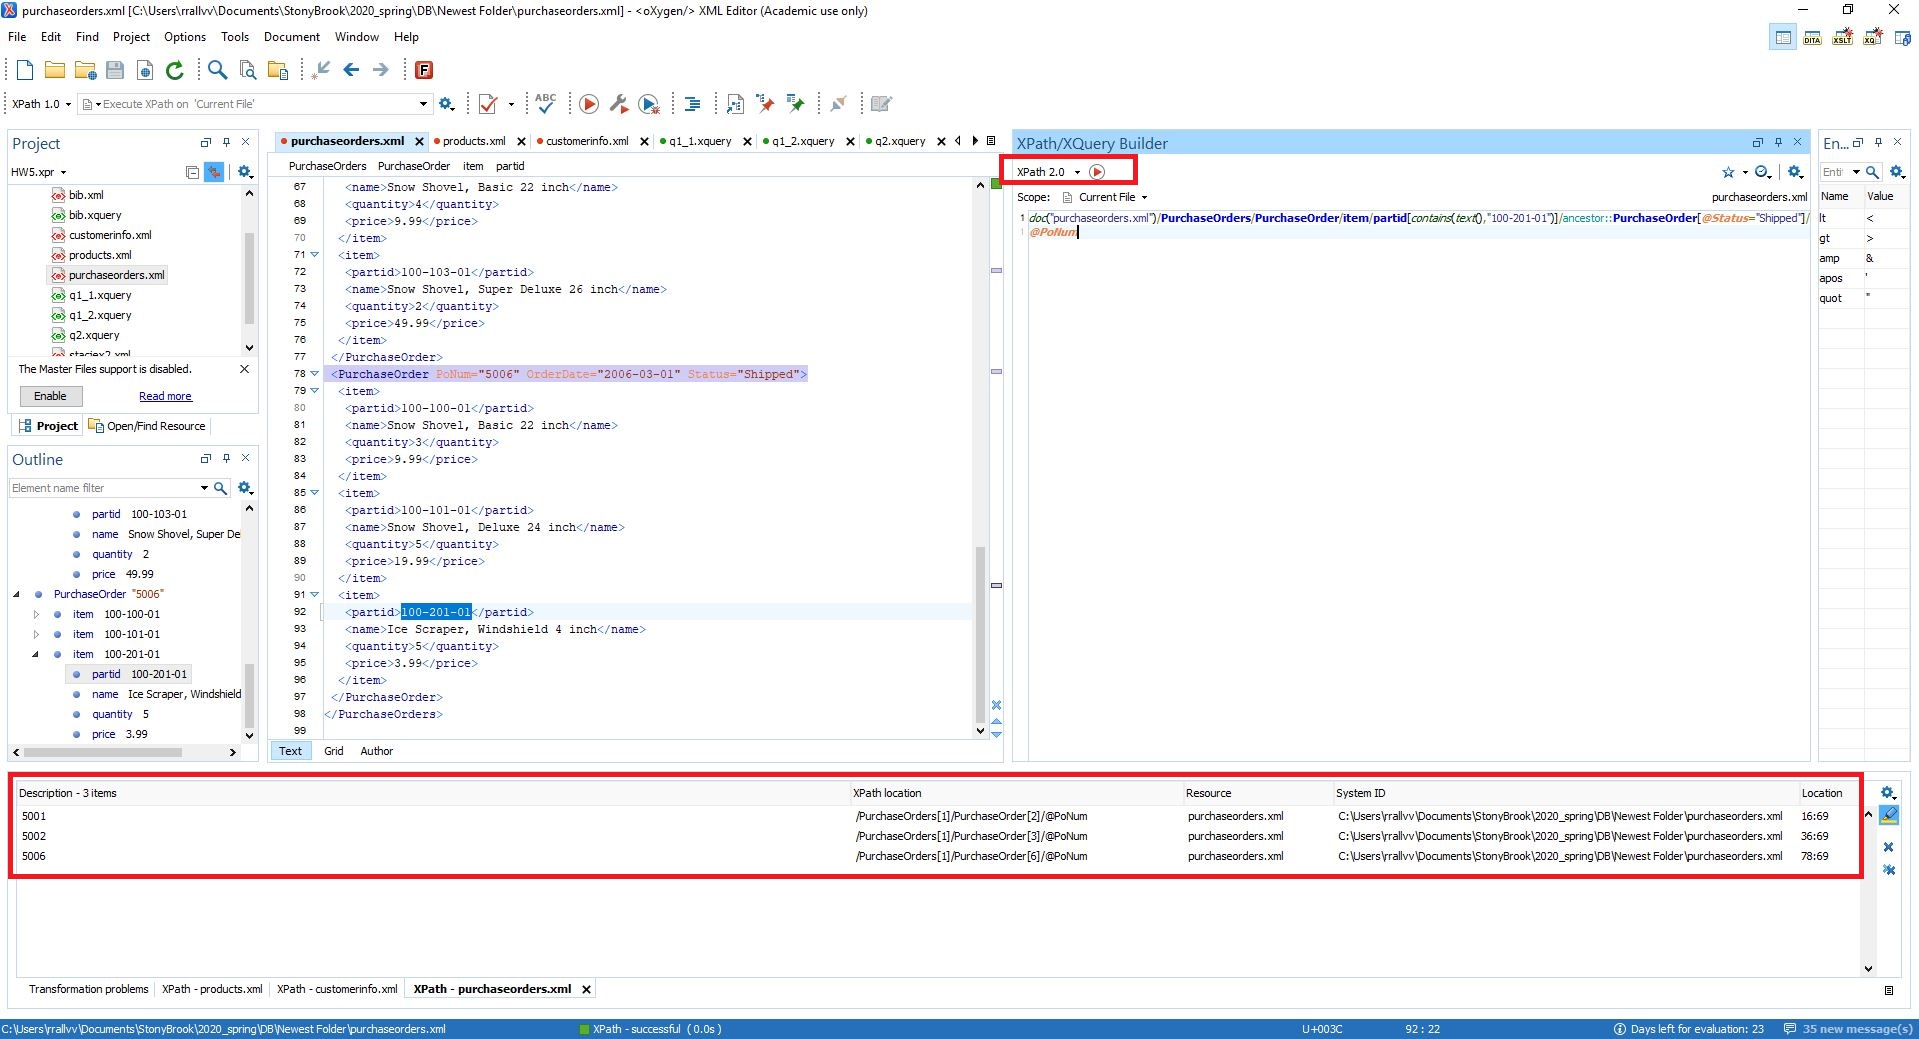 purchaseorders.xml [C:\Users\rrallvv\Documents\StonyBrook\2020_spring\DB\Newest Folder\purchaseorders.xml] - <oXygen/> XML Editor (Academic use only)
File Edit Find Project Options Tools Document Window Help
DITA XSLT XQ
XPath 1.0 Execute XPath on 'Current File'
ABC
Project
HW5.xpr
bib.xml
bib.xquery
customerinfo.xml
products.xml
purchaseorders.xml
q1_1.xquery
q1_2.xquery
q2.xquery
The Master Files support is disabled.
Enable Read more.
Project Open/Find Resource
Outline
Element name filter
partid 100-103-01
name Snow Shovel, Super De
quantity 2
price 49.99
PurchaseOrder "5006"
item 100-100-01
item 100-101-01
item 100-201-01
partid 100-201-01
name Ice Scraper, Windshield
quantity 5
price 3.99
purchaseorders.xml products.xml customerinfo.xml q1_1.xquery q1_2.xquery q2.xquery
PurchaseOrders PurchaseOrder item partid
67 <name>Snow Shovel, Basic 22 inch</name>
68 <quantity>4</quantity>
69 <price>9.99</price>
70 </item>
71 <item>
72 <partid>100-103-01</partid>
73 <name>Snow Shovel, Super Deluxe 26 inch</name>
74 <quantity>2</quantity>
75 <price>49.99</price>
76 </item>
77 </PurchaseOrder>
78 <PurchaseOrder PoNum="5006" OrderDate="2006-03-01" Status="Shipped">
79 <item>
80 <partid>100-100-01</partid>
81 <name>Snow Shovel, Basic 22 inch</name>
82 <quantity>3</quantity>
83 <price>9.99</price>
84 </item>
85 <item>
86 <partid>100-101-01</partid>
87 <name>Snow Shovel, Deluxe 24 inch</name>
88 <quantity>5</quantity>
89 <price>19.99</price>
90 </item>
91 <item>
92 <partid>100-201-01</partid>
93 <name>Ice Scraper, Windshield 4 inch</name>
94 <quantity>5</quantity>
95 <price>3.99</price>
96 </item>
97 </PurchaseOrder>
98 </PurchaseOrders>
99
Text Grid Author
XPath/XQuery Builder
XPath 2.0
Scope: Current File purchaseorders.xml
1 doc("purchaseorders.xml")/PurchaseOrders/PurchaseOrder/item/partid[contains(text(),"100-201-01")]/ancestor::PurchaseOrder[@Status="Shipped"]/
@PoNum
En...
Enti
Name Value
lt <
gt >
amp &
apos '
quot "
Description - 3 items XPath location Resource System ID Location
5001 /PurchaseOrders[1]/PurchaseOrder[2]/@PoNum purchaseorders.xml C:\Users\rrallvv\Documents\StonyBrook\2020_spring\DB\Newest Folder\purchaseorders.xml 16:69
5002 /PurchaseOrders[1]/PurchaseOrder[3]/@PoNum purchaseorders.xml C:\Users\rrallvv\Documents\StonyBrook\2020_spring\DB\Newest Folder\purchaseorders.xml 36:69
5006 /PurchaseOrders[1]/PurchaseOrder[6]/@PoNum purchaseorders.xml C:\Users\rrallvv\Documents\StonyBrook\2020_spring\DB\Newest Folder\purchaseorders.xml 78:69
Transformation problems XPath - products.xml XPath - customerinfo.xml XPath - purchaseorders.xml
C:\Users\rrallvv\Documents\StonyBrook\2020_spring\DB\Newest Folder\purchaseorders.xml XPath - successful (0.0s) U+003C 92 : 22 Days left for evaluation: 23 35 new message(s)